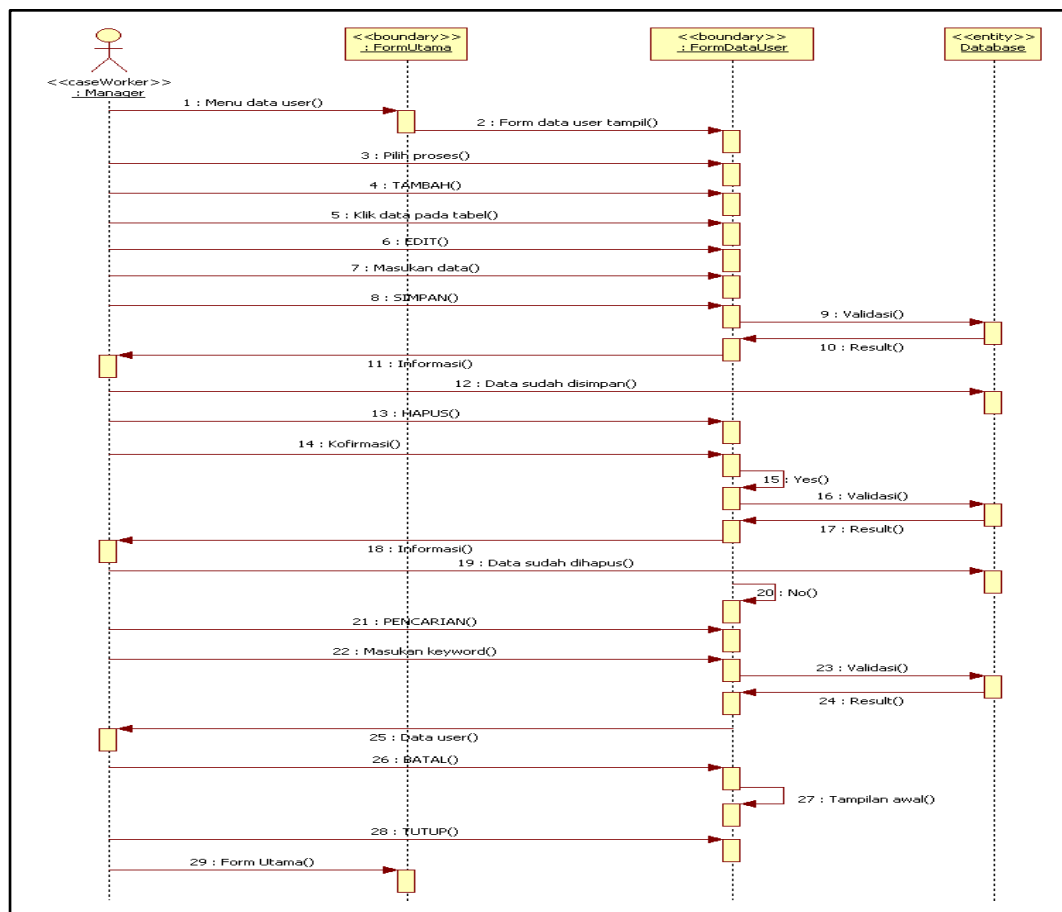 <<boundary>>
: FormUtama
<<boundary>>
: FormDataUser
<<entity>>
Database
<<caseWorker>>
: Manager
1 : Menu data user()
2 : Form data user tampil()
3 : Pilih proses()
4 : TAMBAH()
5 : Klik data pada tabel()
6 : EDIT()
7 : Masukan data()
8 : SIMPAN()
9 : Validasi()
10 : Result()
11 : Informasi()
12 : Data sudah disimpan()
13 : HAPUS()
14 : Kofirmasi()
15 : Yes()
16 : Validasi()
17 : Result()
18 : Informasi()
19 : Data sudah dihapus()
20 : No()
21 : PENCARIAN()
22 : Masukan keyword()
23 : Validasi()
24 : Result()
25 : Data user()
26 : BATAL()
27 : Tampilan awal()
28 : TUTUP()
29 : Form Utama()